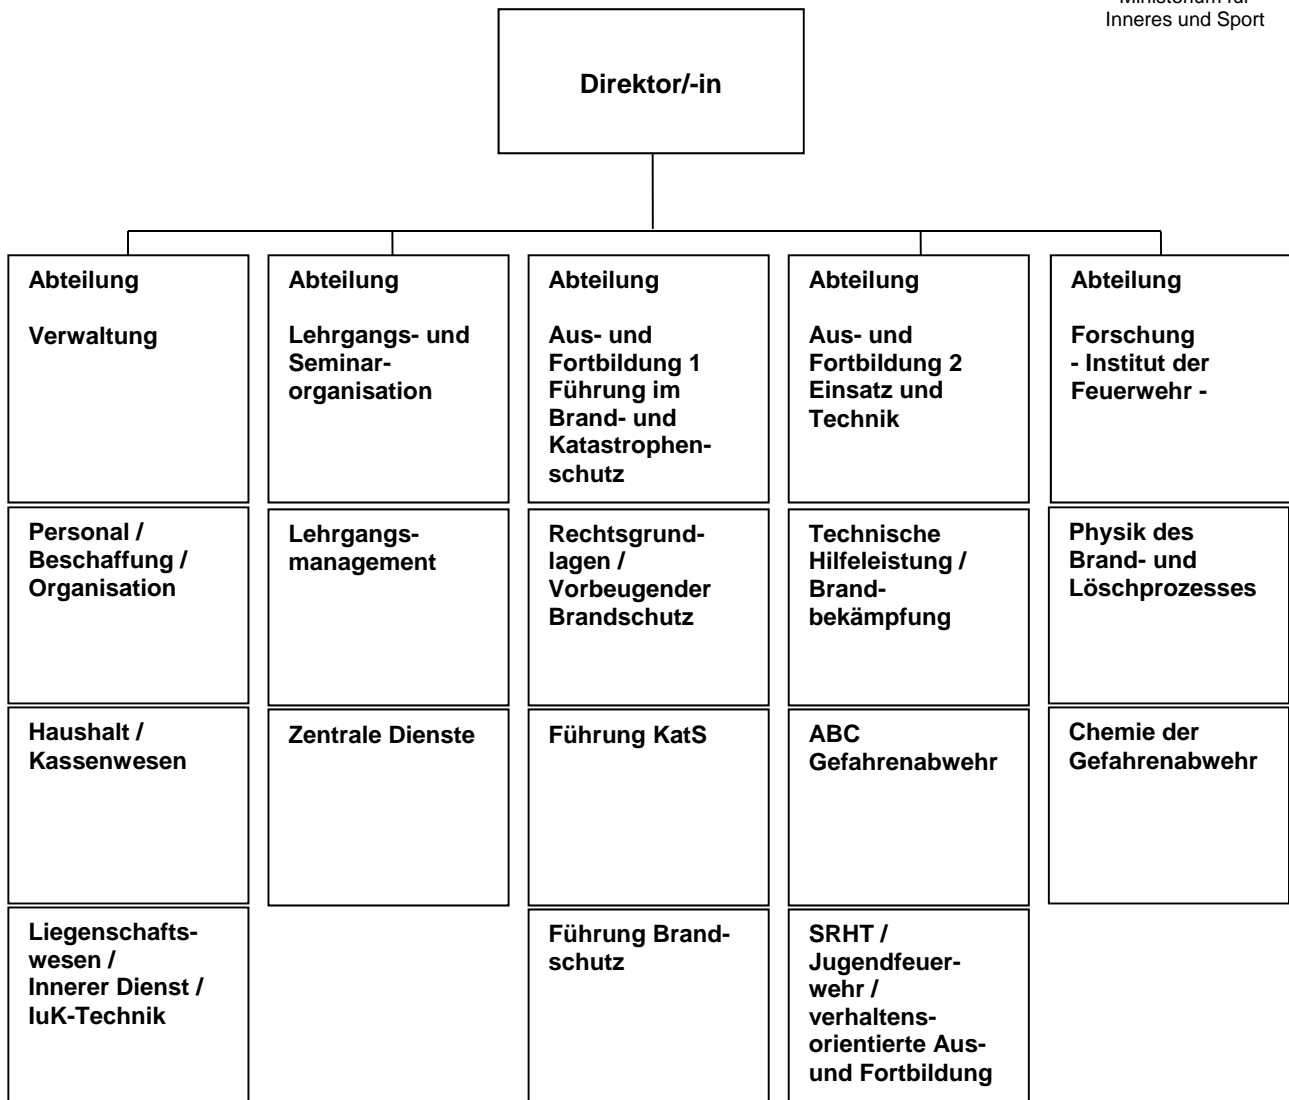 Ministerium für
Inneres und Sport
Direktor/-in
Abteilung
Verwaltung
Personal /
Beschaffung /
Organisation
Haushalt /
Kassenwesen
Liegenschafts-
wesen /
Innerer Dienst /
IuK-Technik
Abteilung
Lehrgangs- und
Seminar-
organisation
Lehrgangs-
management
Zentrale Dienste
Abteilung
Aus- und
Fortbildung 1
Führung im
Brand- und
Katastrophen-
schutz
Rechtsgrund-
lagen /
Vorbeugender
Brandschutz
Führung KatS
Führung Brand-
schutz
Abteilung
Aus- und
Fortbildung 2
Einsatz und
Technik
Technische
Hilfeleistung /
Brand-
bekämpfung
ABC
Gefahrenabwehr
SRHT /
Jugendfeuer-
wehr /
verhaltens-
orientierte Aus-
und Fortbildung
Abteilung
Forschung
- Institut der
Feuerwehr -
Physik des
Brand- und
Löschprozesses
Chemie der
Gefahrenabwehr